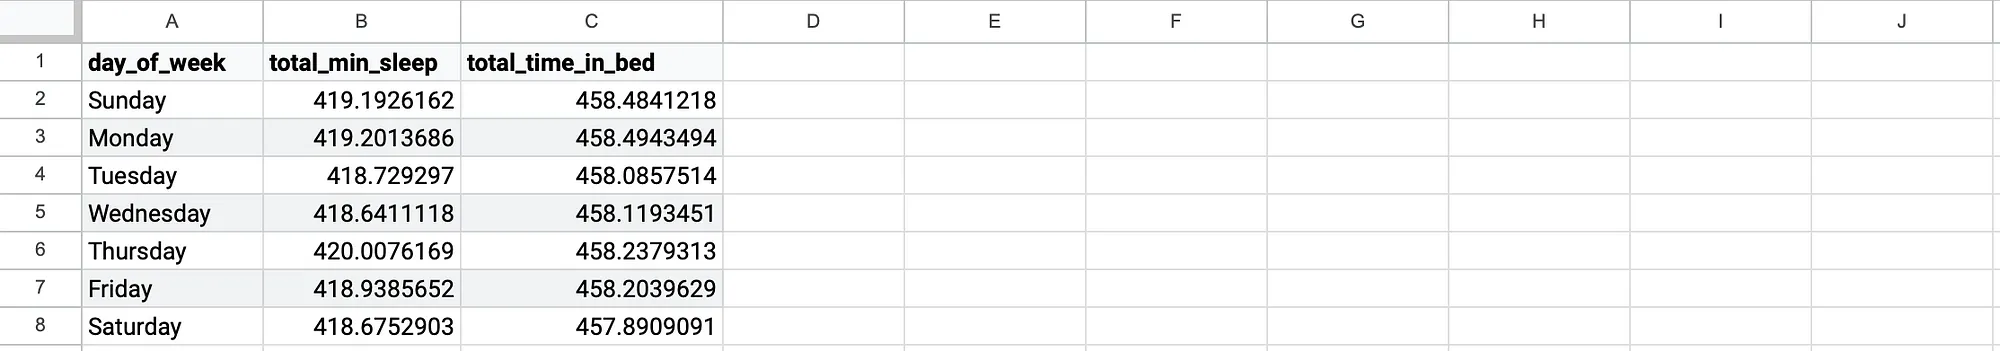 A B C D E F G H I J
1 day_of_week total_min_sleep total_time_in_bed
2 Sunday 419.1926162 458.4841218
3 Monday 419.2013686 458.4943494
4 Tuesday 418.729297 458.0857514
5 Wednesday 418.6411118 458.1193451
6 Thursday 420.0076169 458.2379313
7 Friday 418.9385652 458.2039629
8 Saturday 418.6752903 457.8909091